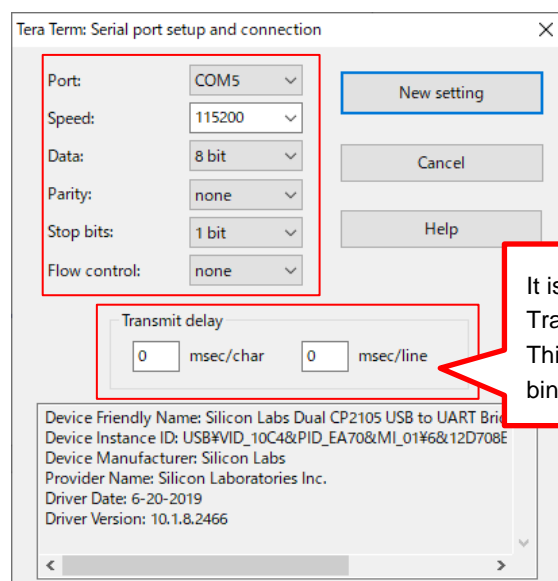 Tera Term: Serial port setup and connection
Port: COM5
New setting
Speed: 115200
Data: 8 bit
Cancel
Parity: none
Stop bits: 1 bit
Help
Flow control: none
It is
Transmit delay
0 msec/char 0 msec/line
Device Friendly Name: Silicon Labs Dual CP2105 USB to UART
Device Instance ID: USB¥VID_10C4&PID_EA70&MI_01¥6&12D708E
Device Manufacturer: Silicon Labs
Provider Name: Silicon Laboratories Inc.
Driver Date: 6-20-2019
Driver Version: 10.1.8.2466